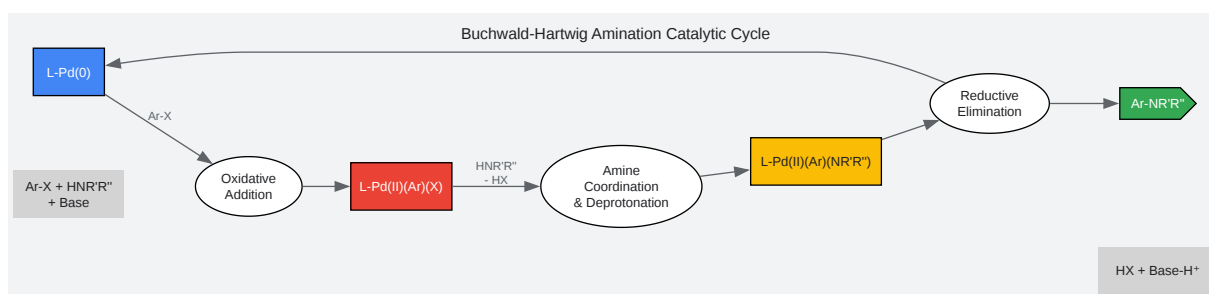 Buchwald-Hartwig Amination Catalytic Cycle
L-Pd(0)
Ar-X
Oxidative
Addition
L-Pd(II)(Ar)(X)
HNR'R"
- HX
Amine
Coordination
& Deprotonation
L-Pd(II)(Ar)(NR'R")
Reductive
Elimination
Ar-NR'R"
Ar-X + HNR'R"
+ Base
HX + Base-H⁺